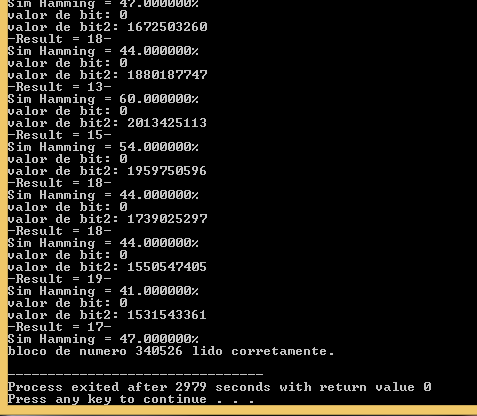 Sim Hamming = 47.000000%
valor de bit: 0
valor de bit2: 1672503260
-Result = 18-
Sim Hamming = 44.000000%
valor de bit: 0
valor de bit2: 1880187747
-Result = 13-
Sim Hamming = 60.000000%
valor de bit: 0
valor de bit2: 2013425113
-Result = 15-
Sim Hamming = 54.000000%
valor de bit: 0
valor de bit2: 1959750596
-Result = 18-
Sim Hamming = 44.000000%
valor de bit: 0
valor de bit2: 1739025297
-Result = 18-
Sim Hamming = 44.000000%
valor de bit: 0
valor de bit2: 1550547405
-Result = 19-
Sim Hamming = 41.000000%
valor de bit: 0
valor de bit2: 1531543361
-Result = 17-
Sim Hamming = 47.000000%
bloco de numero 340526 lido corretamente.
--------------------------------
Process exited after 2979 seconds with return value 0
Press any key to continue . . .